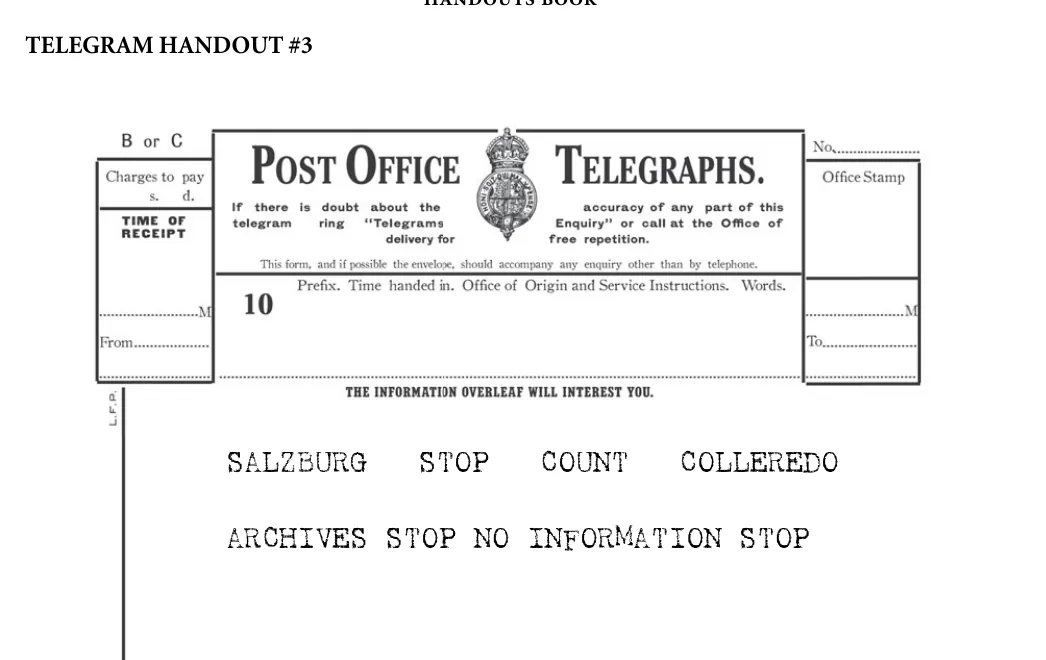 HANDOUTS BOOK
TELEGRAM HANDOUT #3
B or C
Charges to pay
s. d.
TIME OF
RECEIPT
M
From
POST OFFICE TELEGRAPHS.
If there is doubt about the accuracy of any part of this
telegram ring "Telegrams Enquiry" or call at the Office of
delivery for free repetition.
This form, and if possible the envelope, should accompany any enquiry other than by telephone.
10
Prefix. Time handed in. Office of Origin and Service Instructions. Words.
No.
Office Stamp
M
To
THE INFORMATION OVERLEAF WILL INTEREST YOU.
L.F.P.
SALZBURG STOP COUNT COLLEREDO
ARCHIVES STOP NO INFORMATION STOP